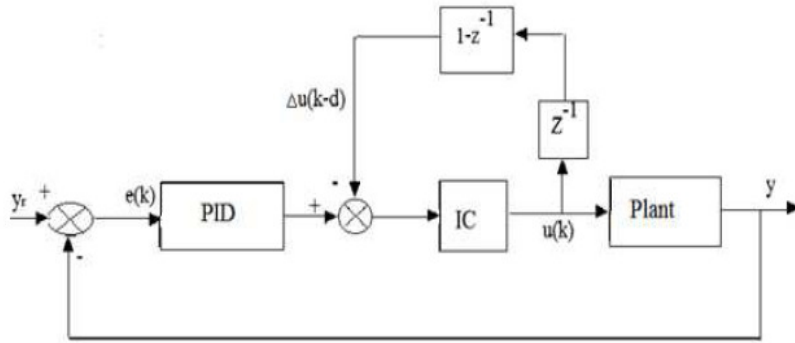 1-z⁻¹
Δu(k-d)
Z⁻¹
yᵣ
+
-
e(k)
PID
+
-
IC
u(k)
Plant
y